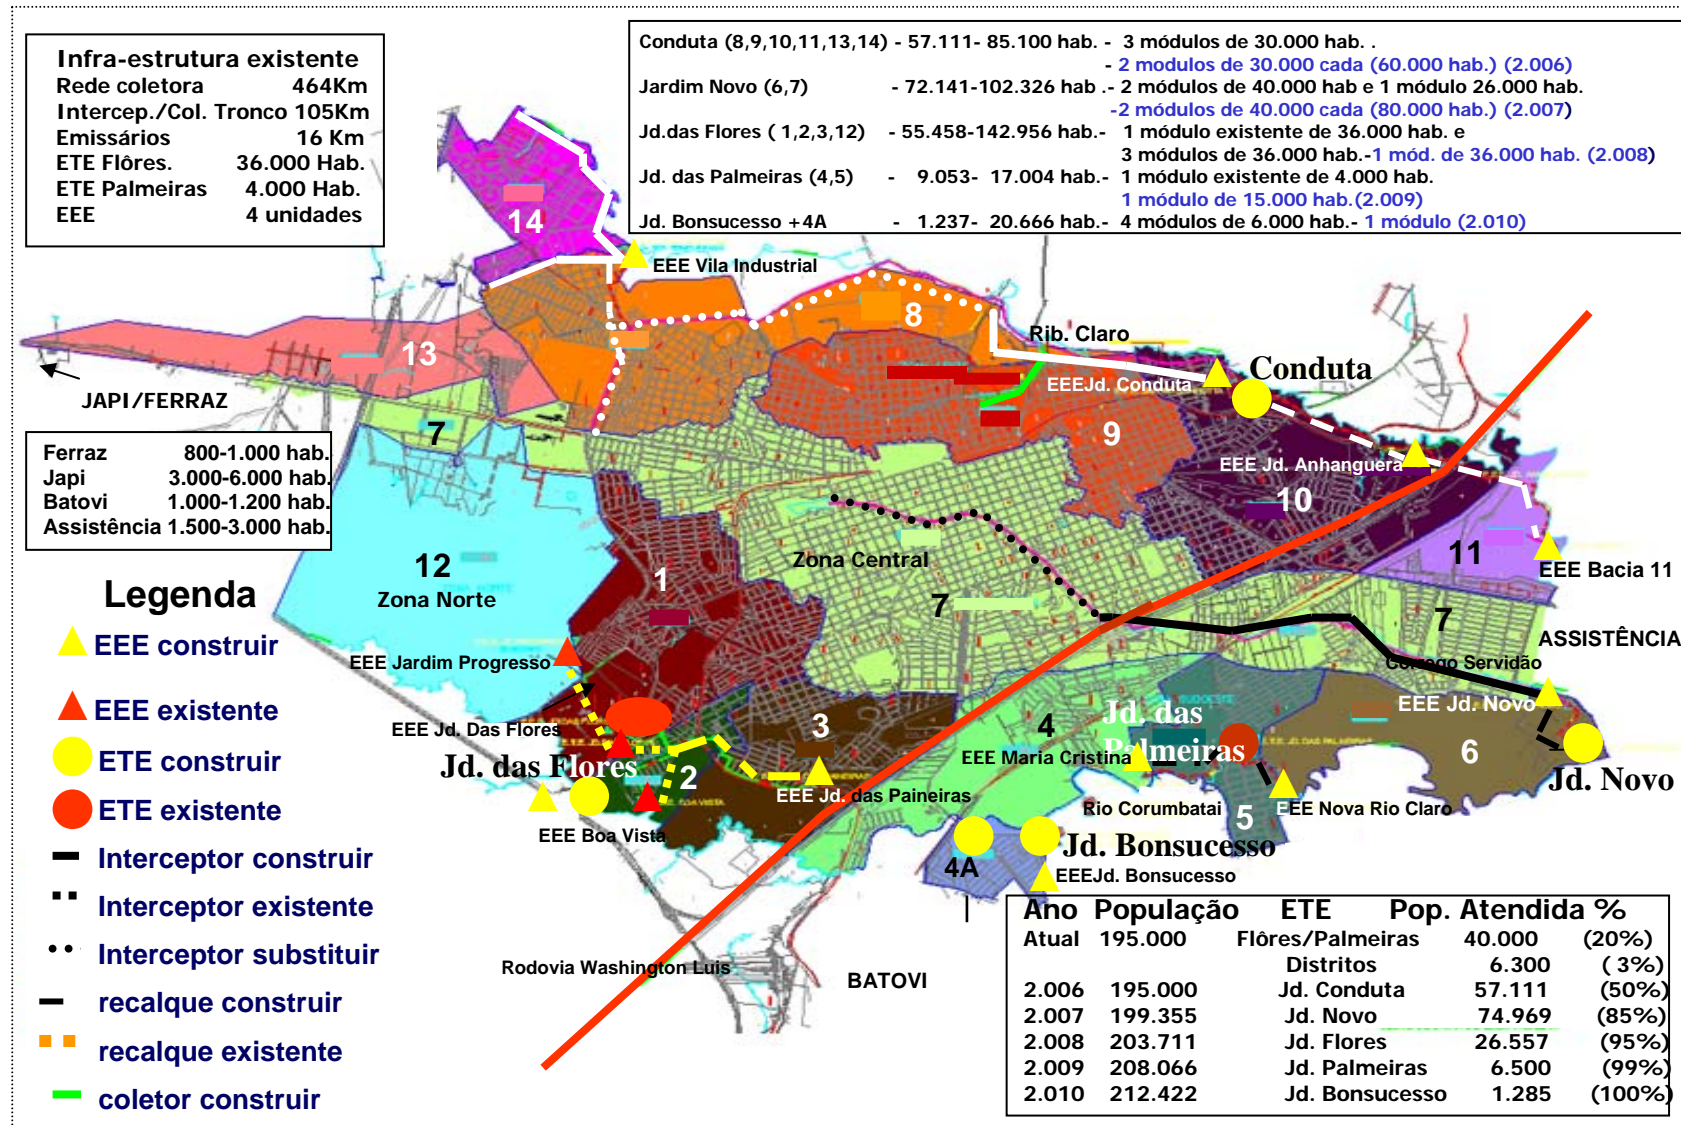 Infra-estrutura existente
Rede coletora 464Km
Intercep./Col. Tronco 105Km
Emissários 16 Km
ETE Flôres. 36.000 Hab.
ETE Palmeiras 4.000 Hab.
EEE 4 unidades
Conduta (8,9,10,11,13,14) - 57.111- 85.100 hab. - 3 módulos de 30.000 hab. .
- 2 modulos de 30.000 cada (60.000 hab.) (2.006)
Jardim Novo (6,7) - 72.141-102.326 hab .- 2 módulos de 40.000 hab e 1 módulo 26.000 hab.
-2 módulos de 40.000 cada (80.000 hab.) (2.007)
Jd.das Flores ( 1,2,3,12) - 55.458-142.956 hab.- 1 módulo existente de 36.000 hab. e
3 módulos de 36.000 hab.-1 mód. de 36.000 hab. (2.008)
Jd. das Palmeiras (4,5) - 9.053- 17.004 hab.- 1 módulo existente de 4.000 hab.
1 módulo de 15.000 hab.(2.009)
Jd. Bonsucesso +4A - 1.237- 20.666 hab.- 4 módulos de 6.000 hab.- 1 módulo (2.010)
14
EEE Vila Industrial
8
13
Rib. Claro
JAPI/FERRAZ
EEEJd. Conduta
Conduta
7
9
Ferraz 800-1.000 hab.
Japi 3.000-6.000 hab.
Batovi 1.000-1.200 hab.
Assistência 1.500-3.000 hab.
EEE Jd. Anhanguera
10
12
Zona Norte
1
Zona Central
11
EEE Bacia 11
7
7
ASSISTÊNCIA
Legenda
EEE construir
EEE existente
ETE construir
ETE existente
Interceptor construir
Interceptor existente
Interceptor substituir
recalque construir
recalque existente
coletor construir
EEE Jardim Progresso
Corrego Servidão
EEE Jd. Novo
EEE Jd. Das Flores
3
4
Jd. das
Palmeiras
EEE Maria Cristina
6
Jd. das Flores
2
EEE Jd. das Paineiras
Jd. Novo
Rio Corumbatai
EEE Nova Rio Claro
5
EEE Boa Vista
Jd. Bonsucesso
4A
EEEJd. Bonsucesso
Rodovia Washington Luis
BATOVI
Ano População ETE Pop. Atendida %
Atual 195.000 Flôres/Palmeiras 40.000 (20%)
Distritos 6.300 ( 3%)
2.006 195.000 Jd. Conduta 57.111 (50%)
2.007 199.355 Jd. Novo 74.969 (85%)
2.008 203.711 Jd. Flores 26.557 (95%)
2.009 208.066 Jd. Palmeiras 6.500 (99%)
2.010 212.422 Jd. Bonsucesso 1.285 (100%)